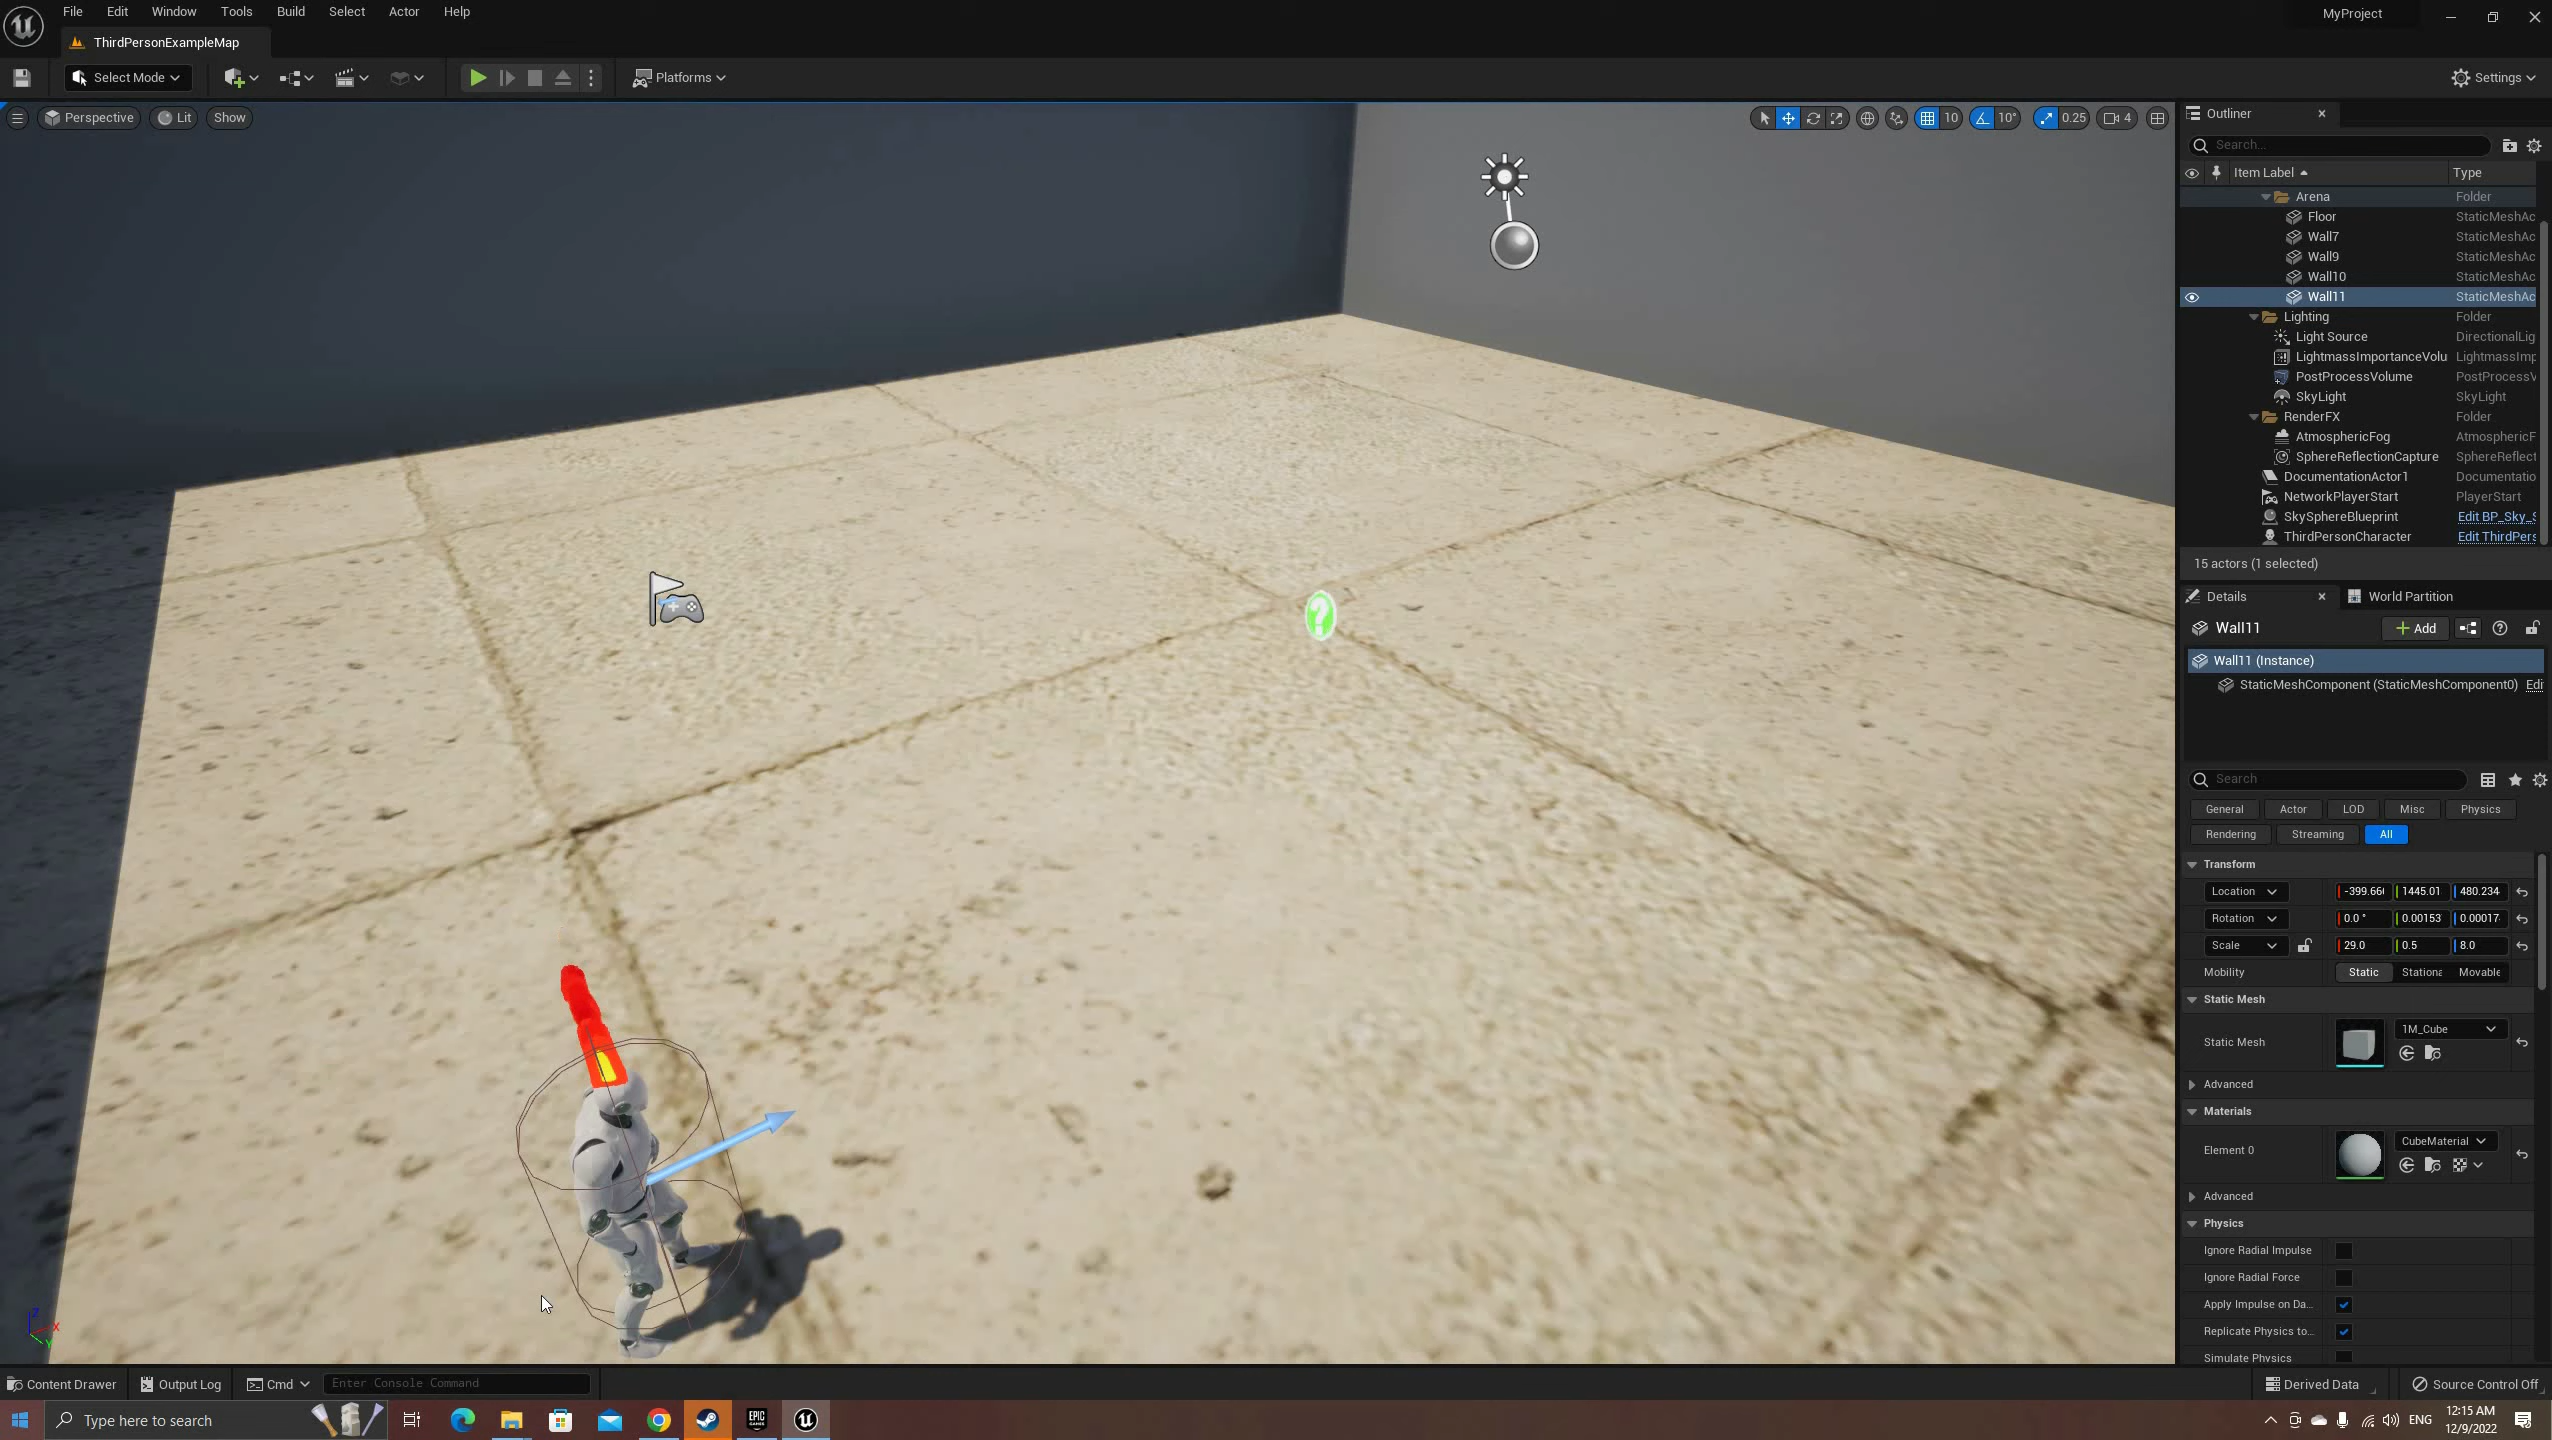 File Edit Window Tools Build Select Actor Help
MyProject
ThirdPersonExampleMap
Select Mode
Platforms
Settings
Perspective Lit Show
10 10° 0.25 4
Outliner
Search...
Item Label Type
Arena Folder
Floor StaticMeshAc
Wall7 StaticMeshAc
Wall9 StaticMeshAc
Wall10 StaticMeshAc
Wall11 StaticMeshAc
Lighting Folder
Light Source DirectionalLig
LightmassImportanceVolu LightmassImp
PostProcessVolume PostProcessV
SkyLight SkyLight
RenderFX Folder
AtmosphericFog AtmosphericF
SphereReflectionCapture SphereReflect
DocumentationActor1 Documentatio
NetworkPlayerStart PlayerStart
SkySphereBlueprint Edit BP_Sky_S
ThirdPersonCharacter Edit ThirdPers
15 actors (1 selected)
Details World Partition
Wall11 Add
Wall11 (Instance)
StaticMeshComponent (StaticMeshComponent0) Edi
Search
General Actor LOD Misc Physics
Rendering Streaming All
Transform
Location -399.66 1445.01 480.234
Rotation 0.0 ° 0.00153 0.00017
Scale 29.0 0.5 8.0
Mobility Static Stationa Movable
Static Mesh
Static Mesh 1M_Cube
Advanced
Materials
Element 0 CubeMaterial
Advanced
Physics
Ignore Radial Impulse
Ignore Radial Force
Apply Impulse on Da...
Replicate Physics to...
Simulate Physics
Z
X
Y
Content Drawer Output Log Cmd Enter Console Command
Derived Data Source Control Off
Type here to search
EPIC
GAMES
ENG
12:15 AM
12/9/2022